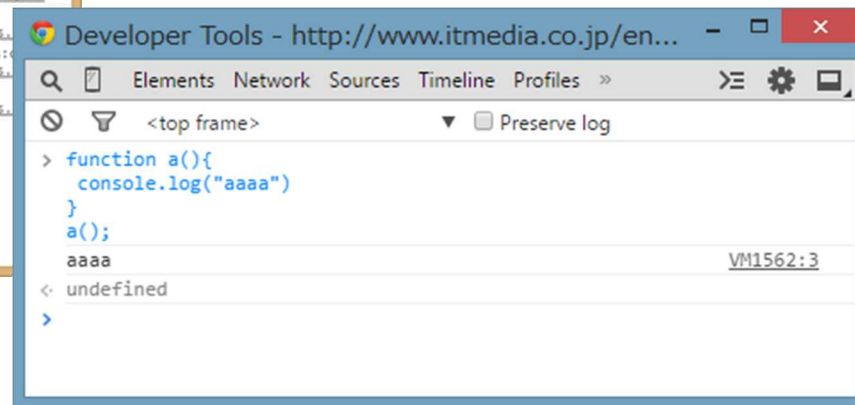 Developer Tools - http://www.itmedia.co.jp/en...
Elements Network Sources Timeline Profiles »
<top frame> ▼ Preserve log
> function a(){
console.log("aaaa")
}
a();
aaaa VM1562:3
<· undefined
>